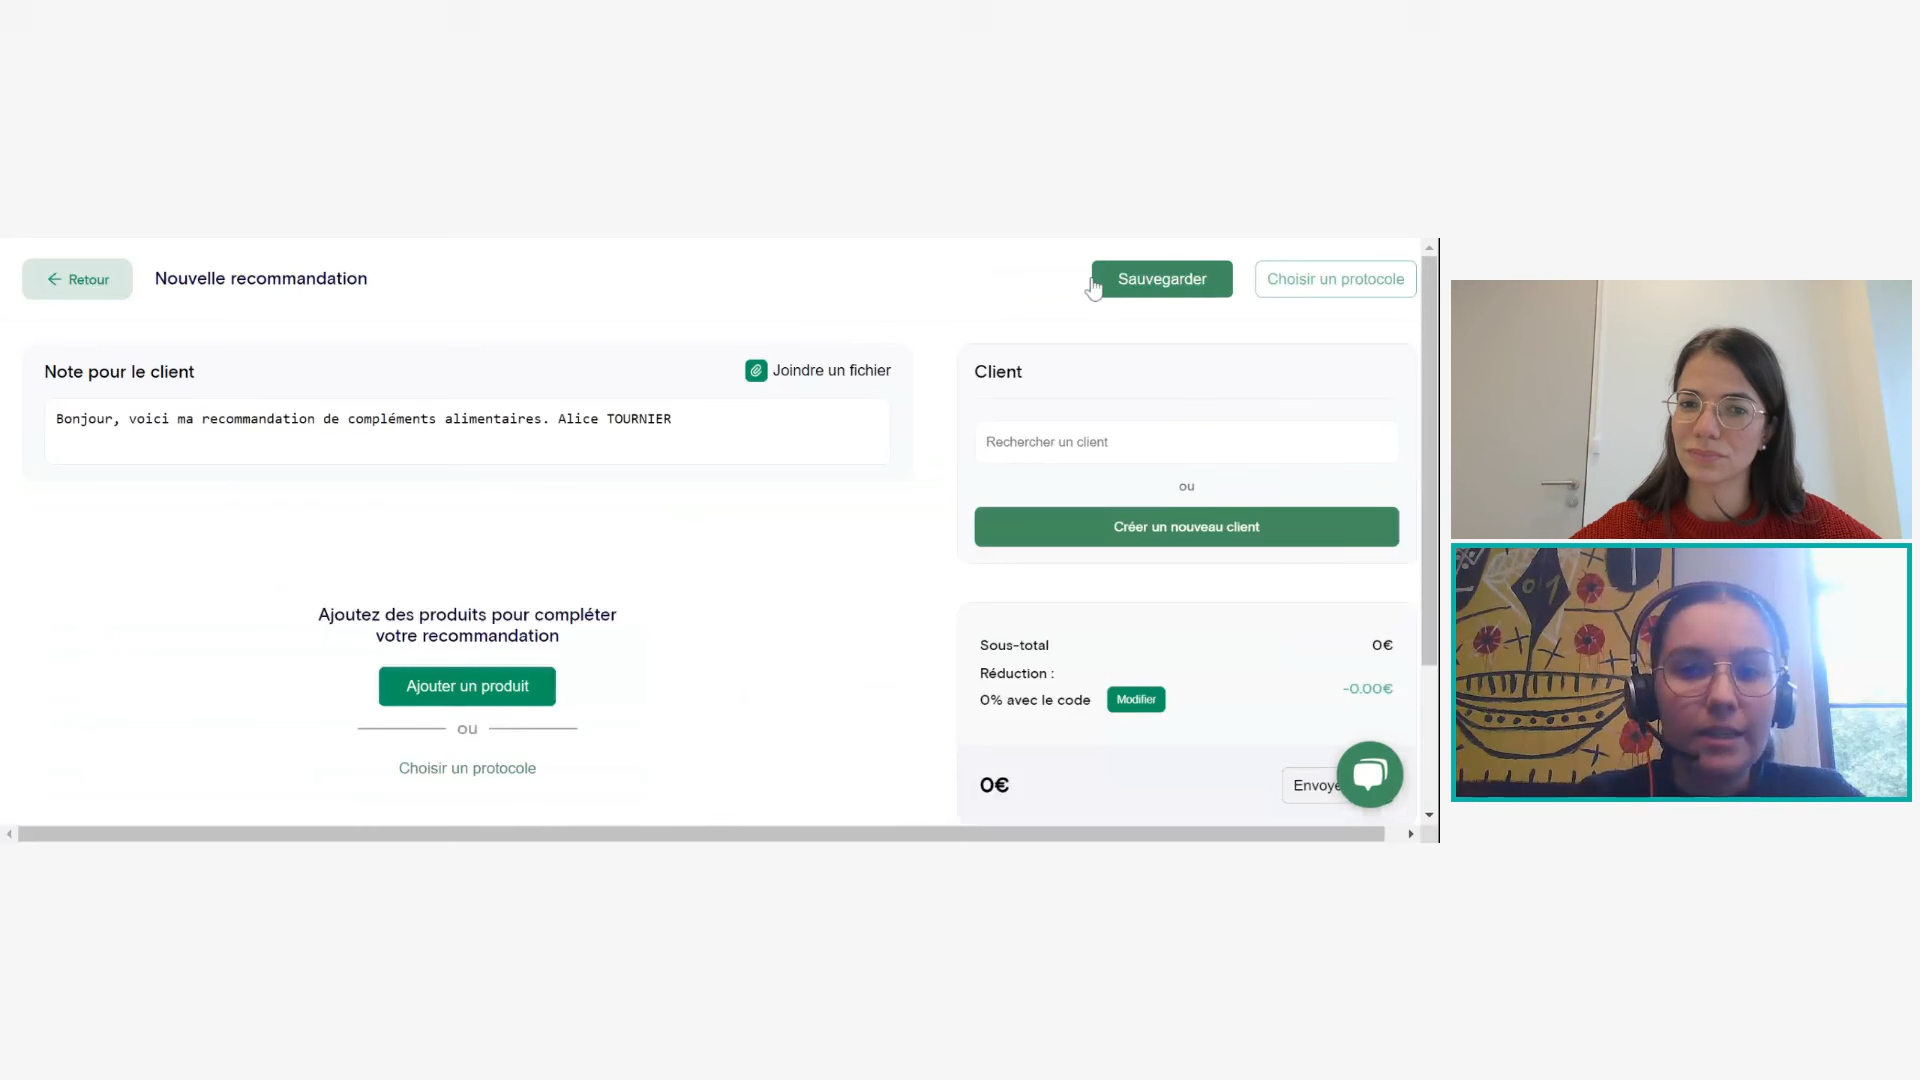 Retour
Nouvelle recommandation
Sauvegarder
Choisir un protocole
Note pour le client
Joindre un fichier
Bonjour, voici ma recommandation de compléments alimentaires. Alice TOURNIER
Client
Rechercher un client
ou
Créer un nouveau client
Ajoutez des produits pour compléter
votre recommandation
Ajouter un produit
ou
Choisir un protocole
Sous-total
0€
Réduction :
0% avec le code
Modifier
-0.00€
0€
Envoye